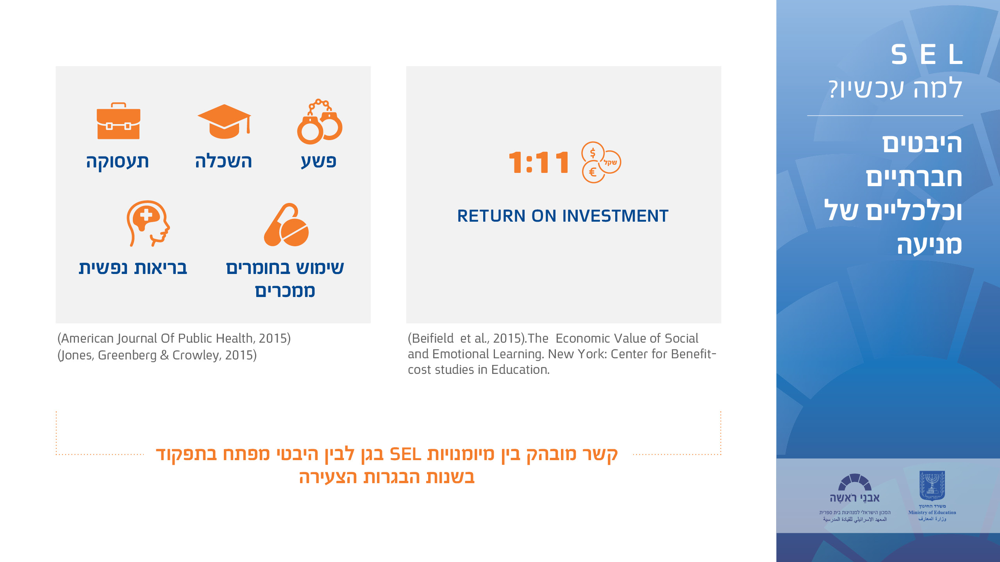 S E L
למה עכשיו?
היבטים
חברתיים
וכלכליים של
מניעה
1:11
$
שקל
€
RETURN ON INVESTMENT
(Beifield  et al., 2015).The  Economic Value of Social
and Emotional Learning. New York: Center for Benefit-
cost studies in Education.
פשע
השכלה
תעסוקה
שימוש בחומרים
ממכרים
בריאות נפשית
(American Journal Of Public Health, 2015)
(Jones, Greenberg & Crowley, 2015)
קשר מובהק בין מיומנויות SEL בגן לבין היבטי מפתח בתפקוד
בשנות הבגרות הצעירה
משרד החינוך
Ministry of Education
وزارة المعارف
אבנֵי רֹאשָה
המכון הישראלי למנהיגות בית ספרית
المعهد الاسرائيلي للقيادة المدرسية